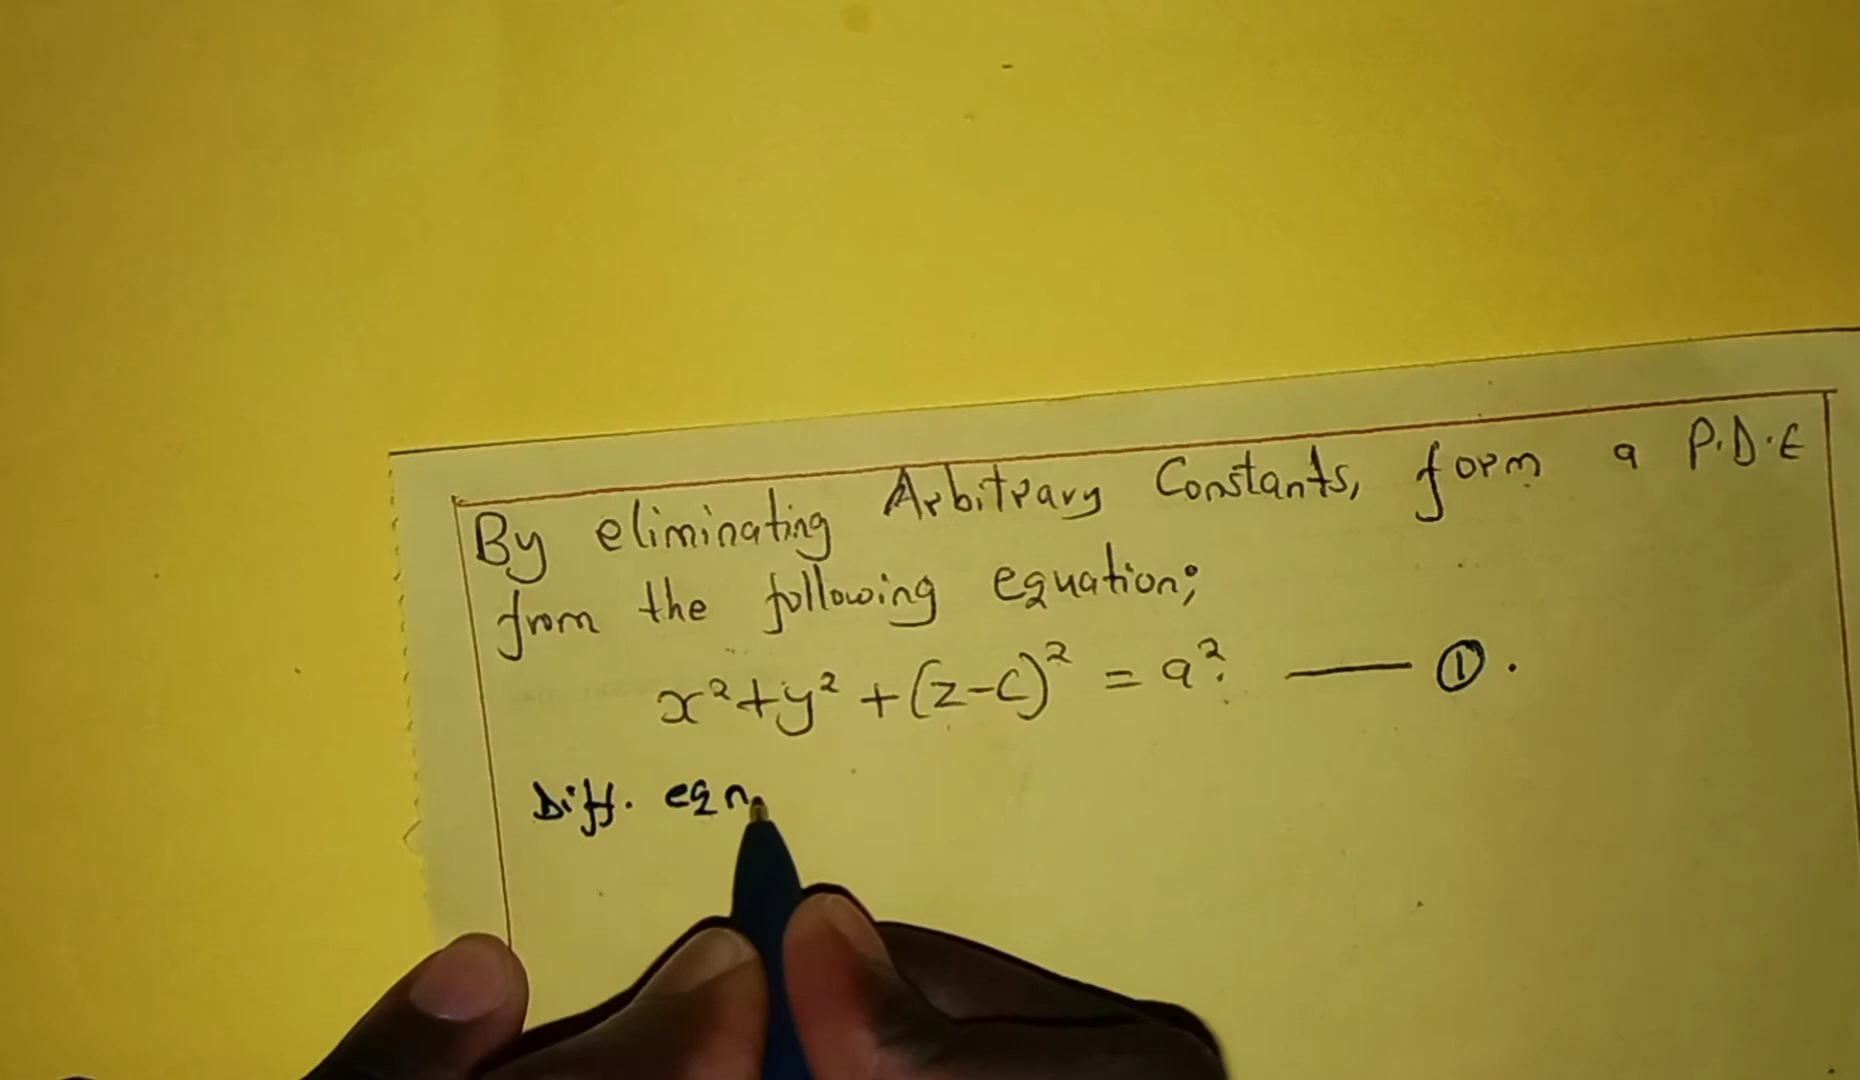 By eliminating Arbitrary Constants, form a P.D.E
from the following equation;
x²+y²+(z-c)² = a². — ①.
Diff. eqn